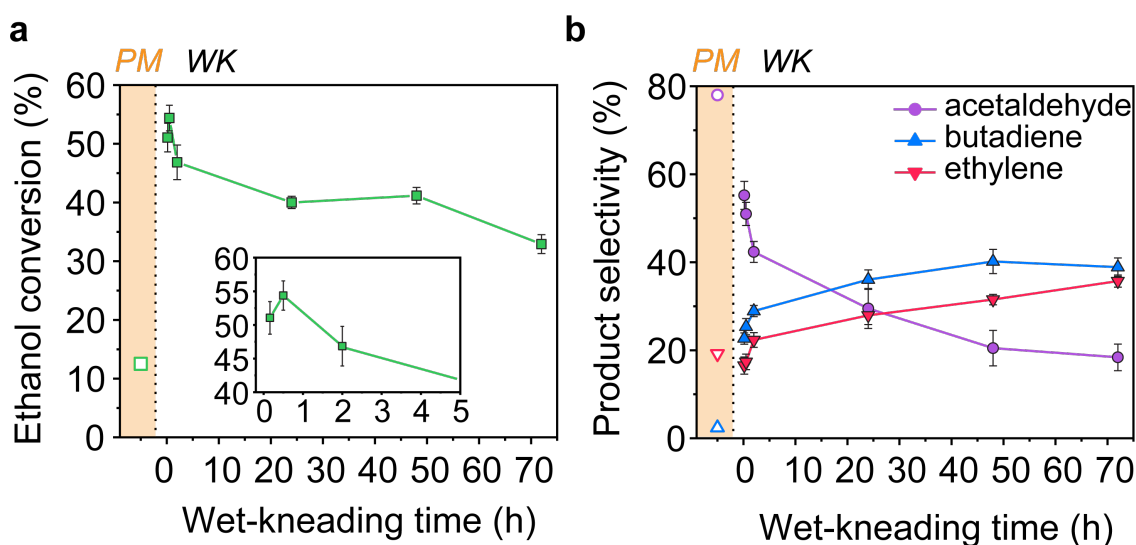 a
PM WK
Ethanol conversion (%)
60
50
40
30
20
10
0
60
55
50
45
40
0 1 2 3 4 5
0 10 20 30 40 50 60 70
Wet-kneading time (h)
b
PM WK
Product selectivity (%)
80
60
40
20
0
acetaldehyde
butadiene
ethylene
0 10 20 30 40 50 60 70
Wet-kneading time (h)